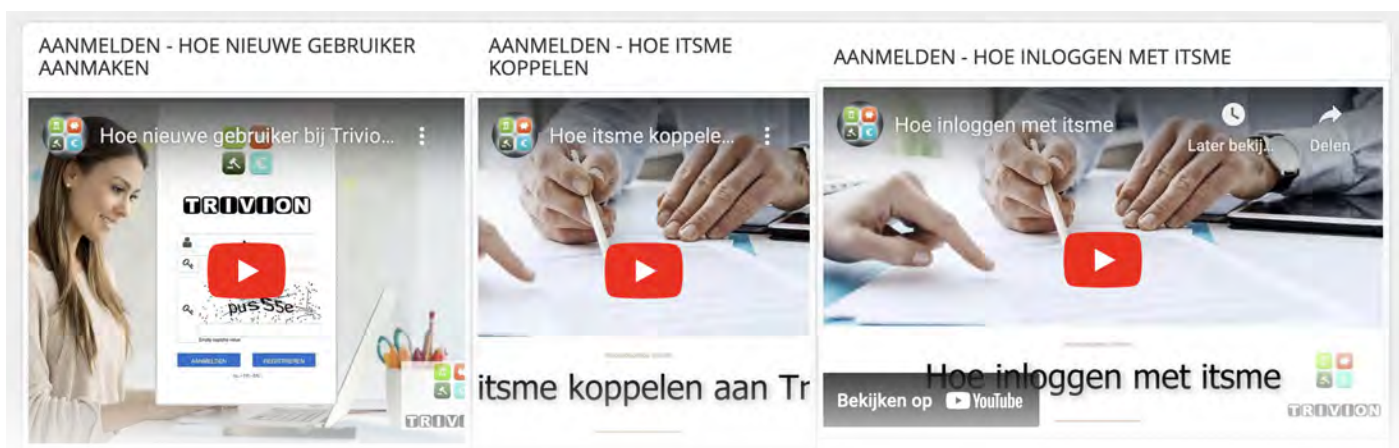 AANMELDEN - HOE NIEUWE GEBRUIKER
AANMAKEN
Hoe nieuwe gebruiker bij Trivio...
TRIVION
pusS5e
AANMELDEN
REGISTREREN
TRIVI
AANMELDEN - HOE ITSME
KOPPELEN
Hoe itsme koppele...
itsme koppelen aan Tr
AANMELDEN - HOE INLOGGEN MET ITSME
Hoe inloggen met itsme
Later bekij...
Delen
Hoe inloggen met itsme
Bekijken op YouTube
TRIVION